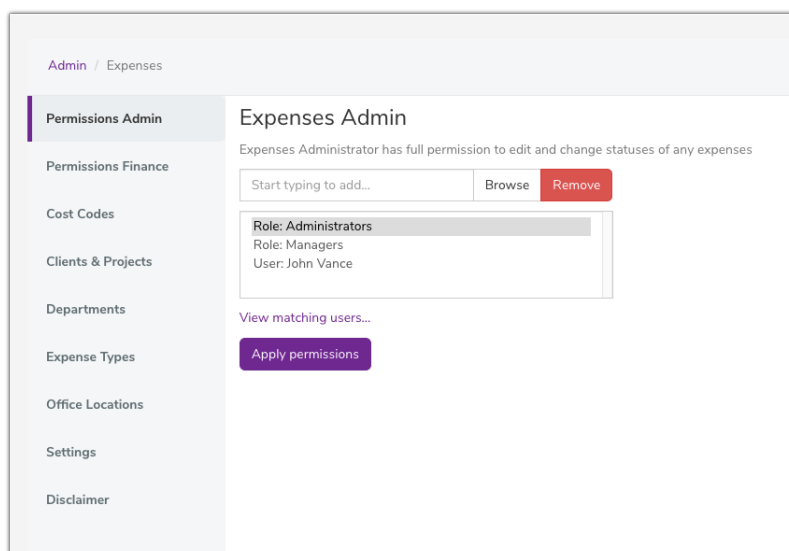 Admin / Expenses
Permissions Admin
Permissions Finance
Cost Codes
Clients & Projects
Departments
Expense Types
Office Locations
Settings
Disclaimer
Expenses Admin
Expenses Administrator has full permission to edit and change statuses of any expenses
Start typing to add... Browse Remove
Role: Administrators
Role: Managers
User: John Vance
View matching users...
Apply permissions